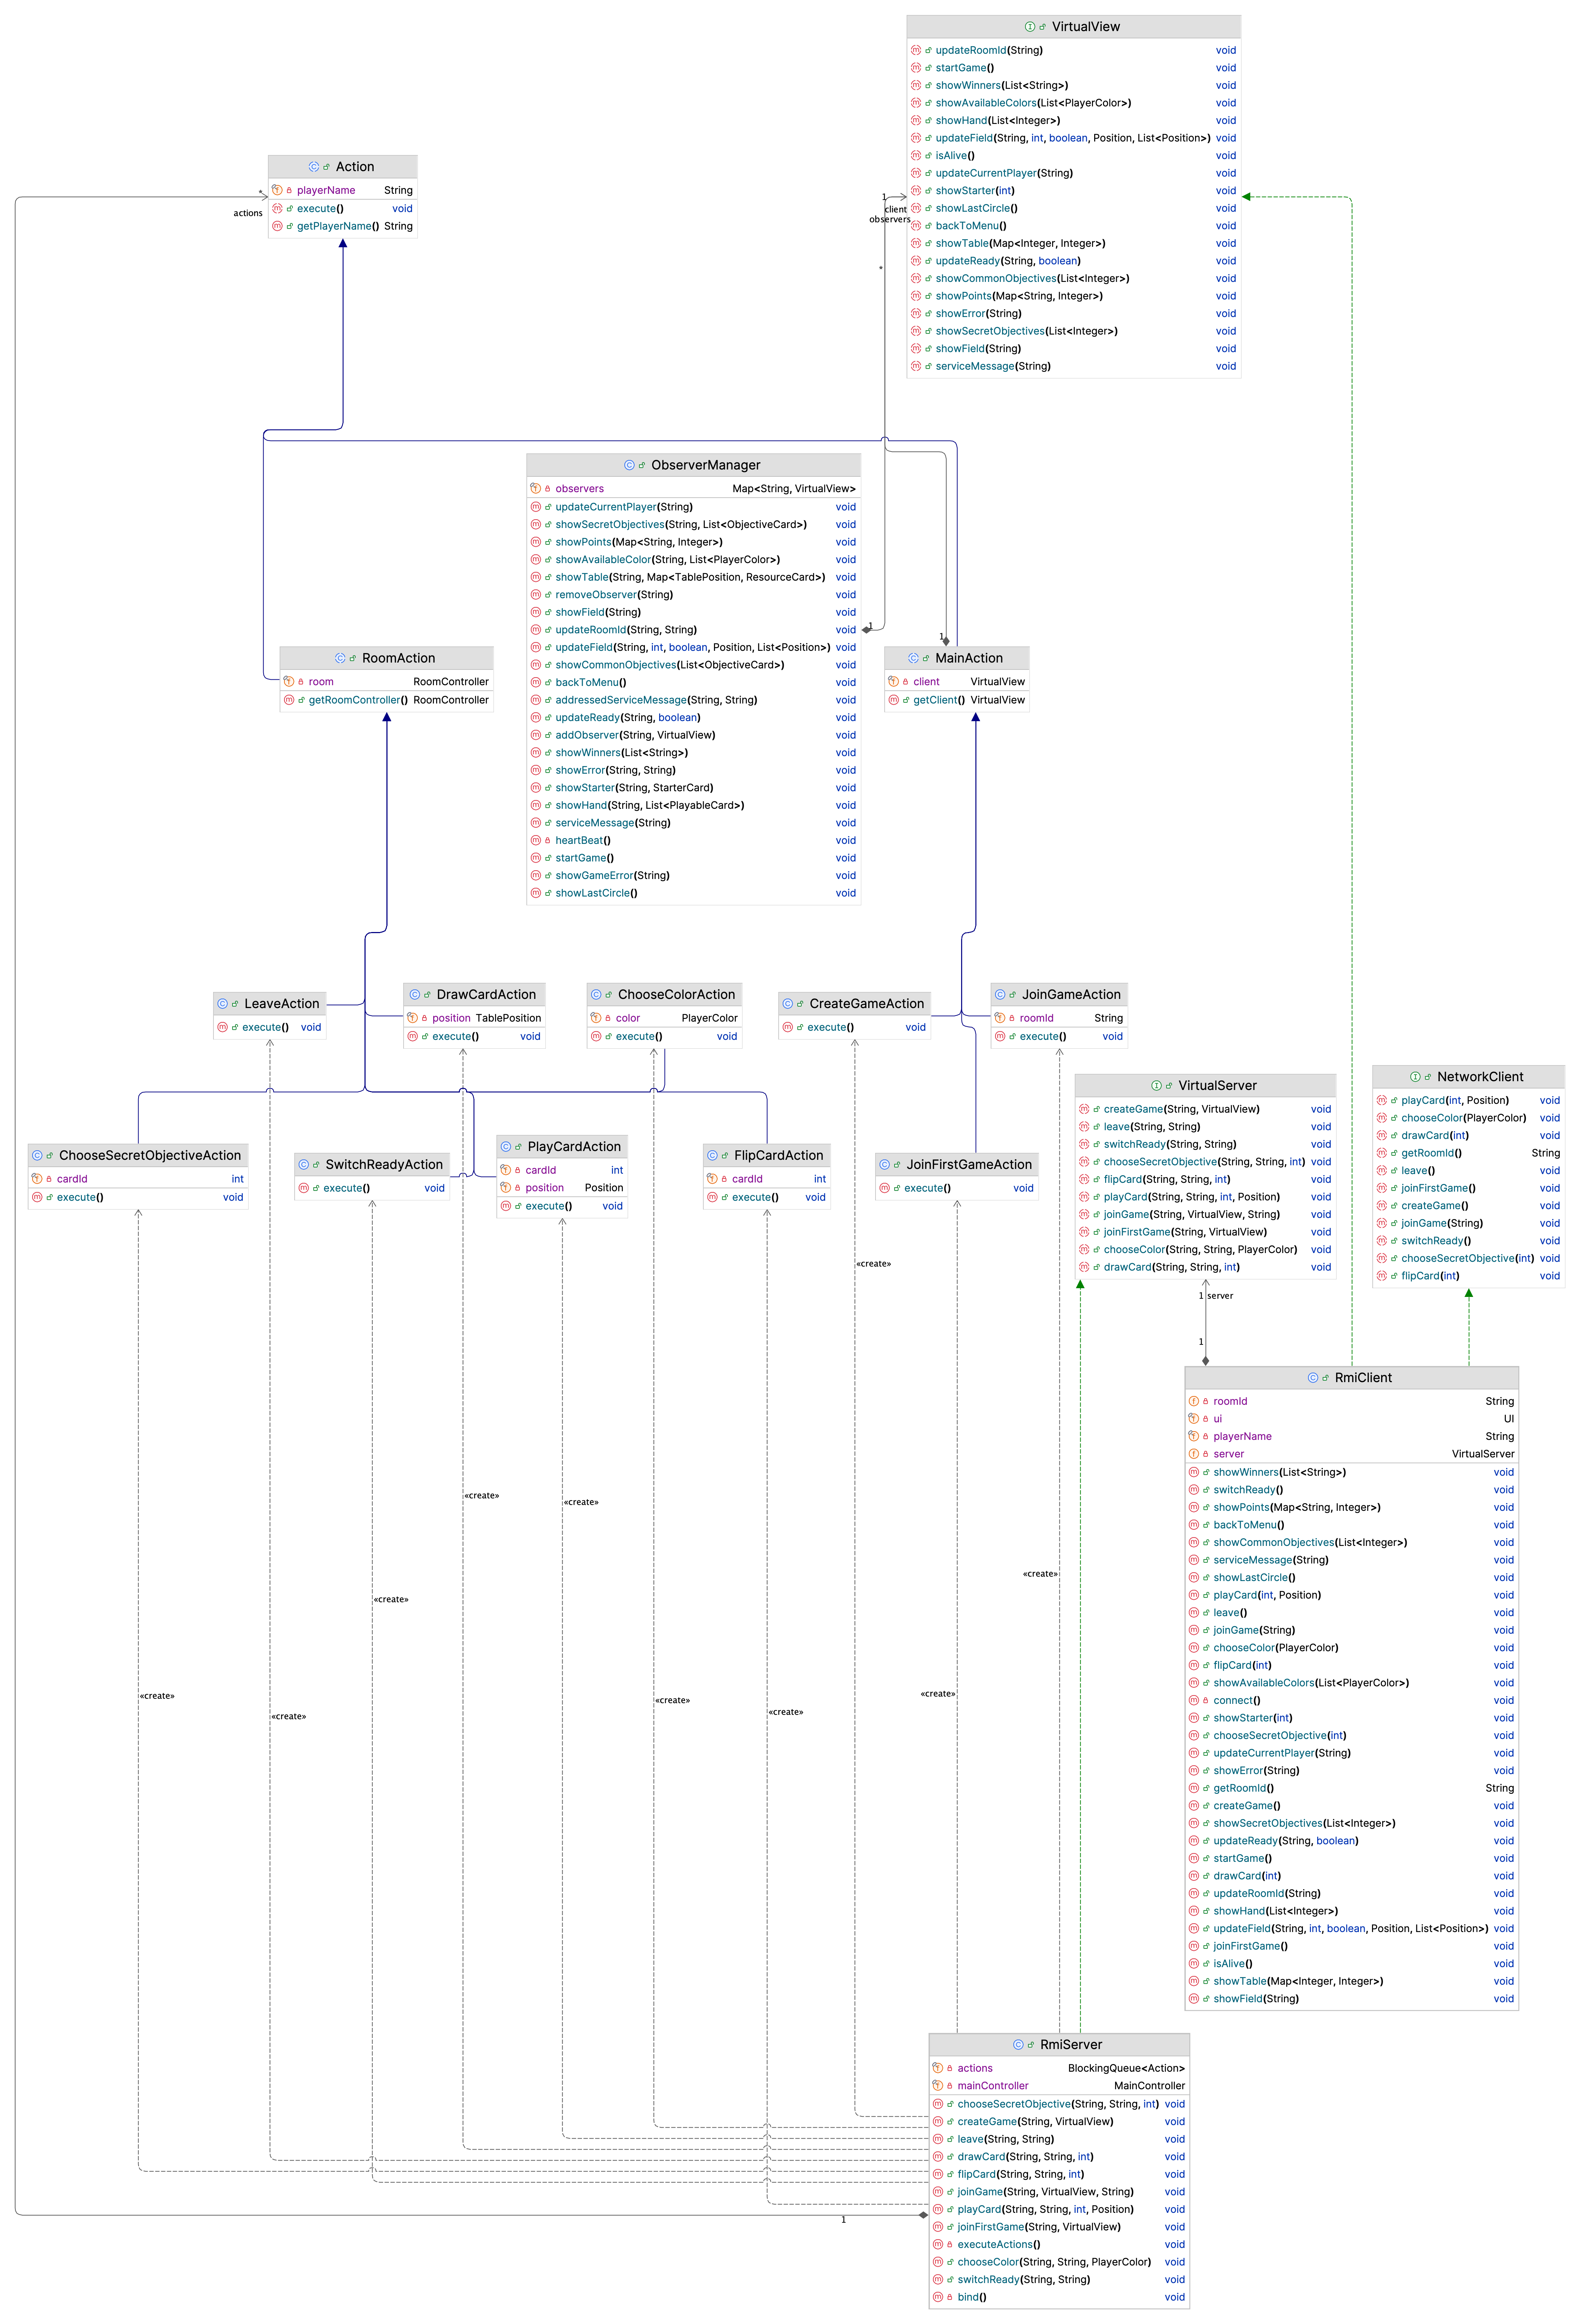 VirtualView
updateRoomId(String) void
startGame() void
showWinners(List<String>) void
showAvailableColors(List<PlayerColor>) void
showHand(List<Integer>) void
updateField(String, int, boolean, Position, List<Position>) void
isAlive() void
updateCurrentPlayer(String) void
showStarter(int) void
showLastCircle() void
backToMenu() void
showTable(Map<Integer, Integer>) void
updateReady(String, boolean) void
showCommonObjectives(List<Integer>) void
showPoints(Map<String, Integer>) void
showError(String) void
showSecretObjectives(List<Integer>) void
showField(String) void
serviceMessage(String) void
Action
playerName String
execute() void
getPlayerName() String
*
actions
1
client
observers
*
ObserverManager
observers Map<String, VirtualView>
updateCurrentPlayer(String) void
showSecretObjectives(String, List<ObjectiveCard>) void
showPoints(Map<String, Integer>) void
showAvailableColor(String, List<PlayerColor>) void
showTable(String, Map<TablePosition, ResourceCard>) void
removeObserver(String) void
showField(String) void
updateRoomId(String, String) void
updateField(String, int, boolean, Position, List<Position>) void
showCommonObjectives(List<ObjectiveCard>) void
backToMenu() void
addressedServiceMessage(String, String) void
updateReady(String, boolean) void
addObserver(String, VirtualView) void
showWinners(List<String>) void
showError(String, String) void
showStarter(String, StarterCard) void
showHand(String, List<PlayableCard>) void
serviceMessage(String) void
heartBeat() void
startGame() void
showGameError(String) void
showLastCircle() void
1
1
RoomAction
room RoomController
getRoomController() RoomController
MainAction
client VirtualView
getClient() VirtualView
LeaveAction
execute() void
DrawCardAction
position TablePosition
execute() void
ChooseColorAction
color PlayerColor
execute() void
CreateGameAction
execute() void
JoinGameAction
roomId String
execute() void
ChooseSecretObjectiveAction
cardId int
execute() void
SwitchReadyAction
execute() void
PlayCardAction
cardId int
position Position
execute() void
FlipCardAction
cardId int
execute() void
JoinFirstGameAction
execute() void
VirtualServer
createGame(String, VirtualView) void
leave(String, String) void
switchReady(String, String) void
chooseSecretObjective(String, String, int) void
flipCard(String, String, int) void
playCard(String, String, int, Position) void
joinGame(String, VirtualView, String) void
joinFirstGame(String, VirtualView) void
chooseColor(String, String, PlayerColor) void
drawCard(String, String, int) void
NetworkClient
playCard(int, Position) void
chooseColor(PlayerColor) void
drawCard(int) void
getRoomId() String
leave() void
joinFirstGame() void
createGame() void
joinGame(String) void
switchReady() void
chooseSecretObjective(int) void
flipCard(int) void
1 server
1
RmiClient
roomId String
ui UI
playerName String
server VirtualServer
showWinners(List<String>) void
switchReady() void
showPoints(Map<String, Integer>) void
backToMenu() void
showCommonObjectives(List<Integer>) void
serviceMessage(String) void
showLastCircle() void
playCard(int, Position) void
leave() void
joinGame(String) void
chooseColor(PlayerColor) void
flipCard(int) void
showAvailableColors(List<PlayerColor>) void
connect() void
showStarter(int) void
chooseSecretObjective(int) void
updateCurrentPlayer(String) void
showError(String) void
getRoomId() String
createGame() void
showSecretObjectives(List<Integer>) void
updateReady(String, boolean) void
startGame() void
drawCard(int) void
updateRoomId(String) void
showHand(List<Integer>) void
updateField(String, int, boolean, Position, List<Position>) void
joinFirstGame() void
isAlive() void
showTable(Map<Integer, Integer>) void
showField(String) void
«create»
«create»
«create»
«create»
«create»
«create»
«create»
«create»
«create»
«create»
RmiServer
actions BlockingQueue<Action>
mainController MainController
chooseSecretObjective(String, String, int) void
createGame(String, VirtualView) void
leave(String, String) void
drawCard(String, String, int) void
flipCard(String, String, int) void
joinGame(String, VirtualView, String) void
playCard(String, String, int, Position) void
joinFirstGame(String, VirtualView) void
executeActions() void
chooseColor(String, String, PlayerColor) void
switchReady(String, String) void
bind() void
1